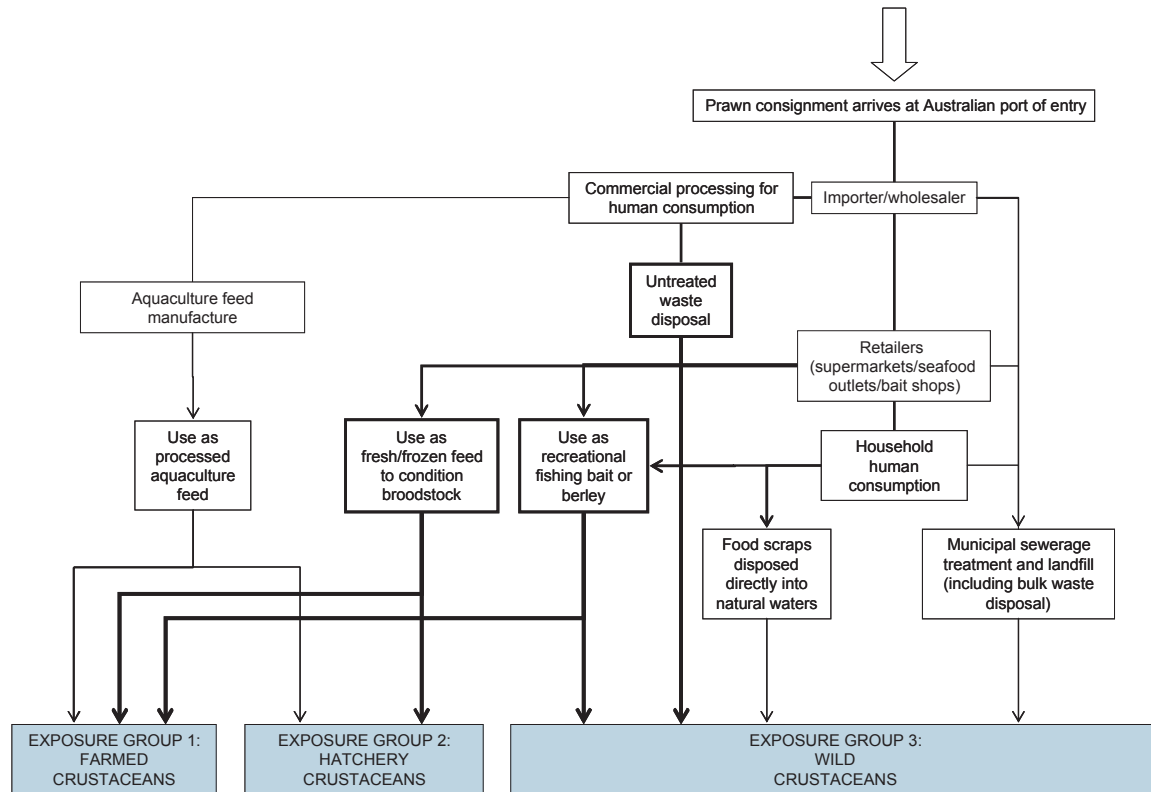 Prawn consignment arrives at Australian port of entry
Commercial processing for
human consumption
Importer/wholesaler
Untreated
waste
disposal
Aquaculture feed
manufacture
Retailers
(supermarkets/seafood
outlets/bait shops)
Use as
processed
aquaculture
feed
Use as
fresh/frozen feed
to condition
broodstock
Use as
recreational
fishing bait or
berley
Household
human
consumption
Food scraps
disposed
directly into
natural waters
Municipal sewerage
treatment and landfill
(including bulk waste
disposal)
EXPOSURE GROUP 1:
FARMED
CRUSTACEANS
EXPOSURE GROUP 2:
HATCHERY
CRUSTACEANS
EXPOSURE GROUP 3:
WILD
CRUSTACEANS